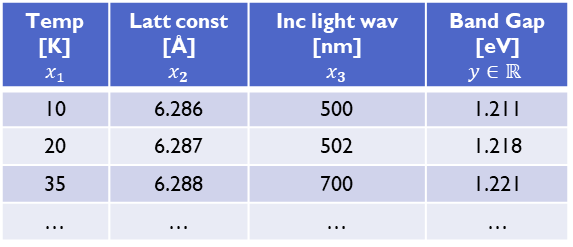 Temp [K] x₁ | Latt const [Å] x₂ | Inc light wav [nm] x₃ | Band Gap [eV] y ∈ ℝ
10 | 6.286 | 500 | 1.211
20 | 6.287 | 502 | 1.218
35 | 6.288 | 700 | 1.221
... | ... | ... | ...